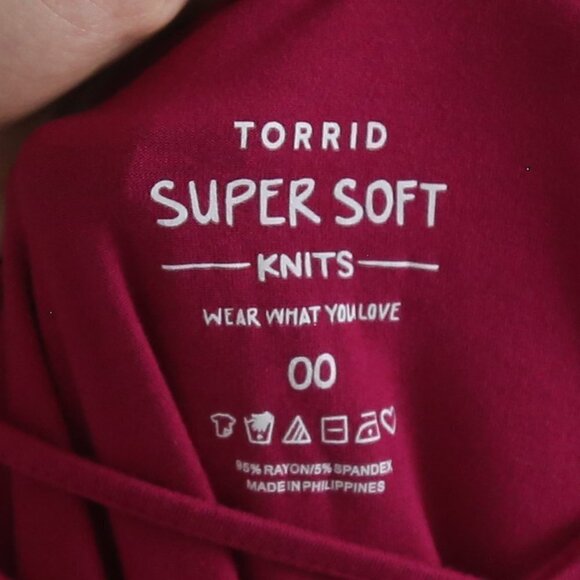 TORRID
SUPER SOFT
KNITS
WEAR WHAT YOU LOVE
00
95% RAYON/5% SPANDEX
MADE IN PHILIPPINES